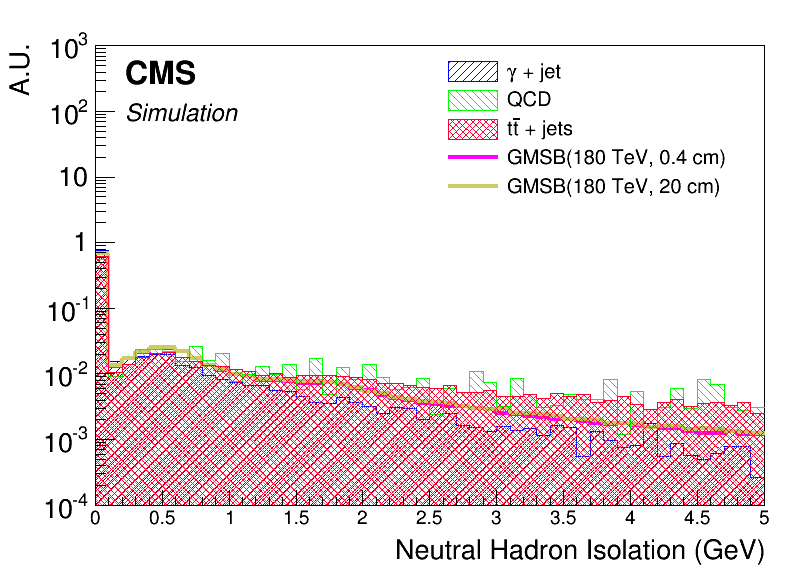 A.U.
CMS
Simulation
γ + jet
QCD
tt̄ + jets
GMSB(180 TeV, 0.4 cm)
GMSB(180 TeV, 20 cm)
10³
10²
10
1
10⁻¹
10⁻²
10⁻³
10⁻⁴
0 0.5 1 1.5 2 2.5 3 3.5 4 4.5 5
Neutral Hadron Isolation (GeV)